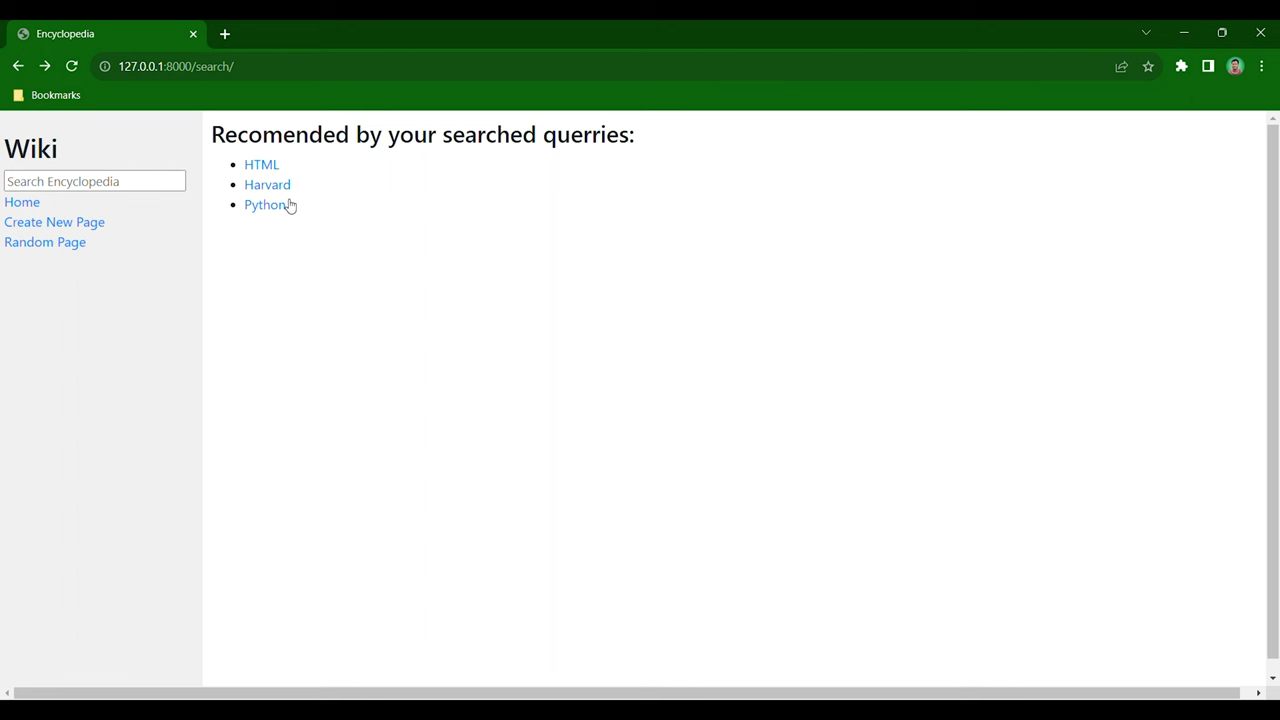 Encyclopedia
127.0.0.1:8000/search/
Bookmarks
Wiki
Search Encyclopedia
Home
Create New Page
Random Page
Recomended by your searched querries:
HTML
Harvard
Python